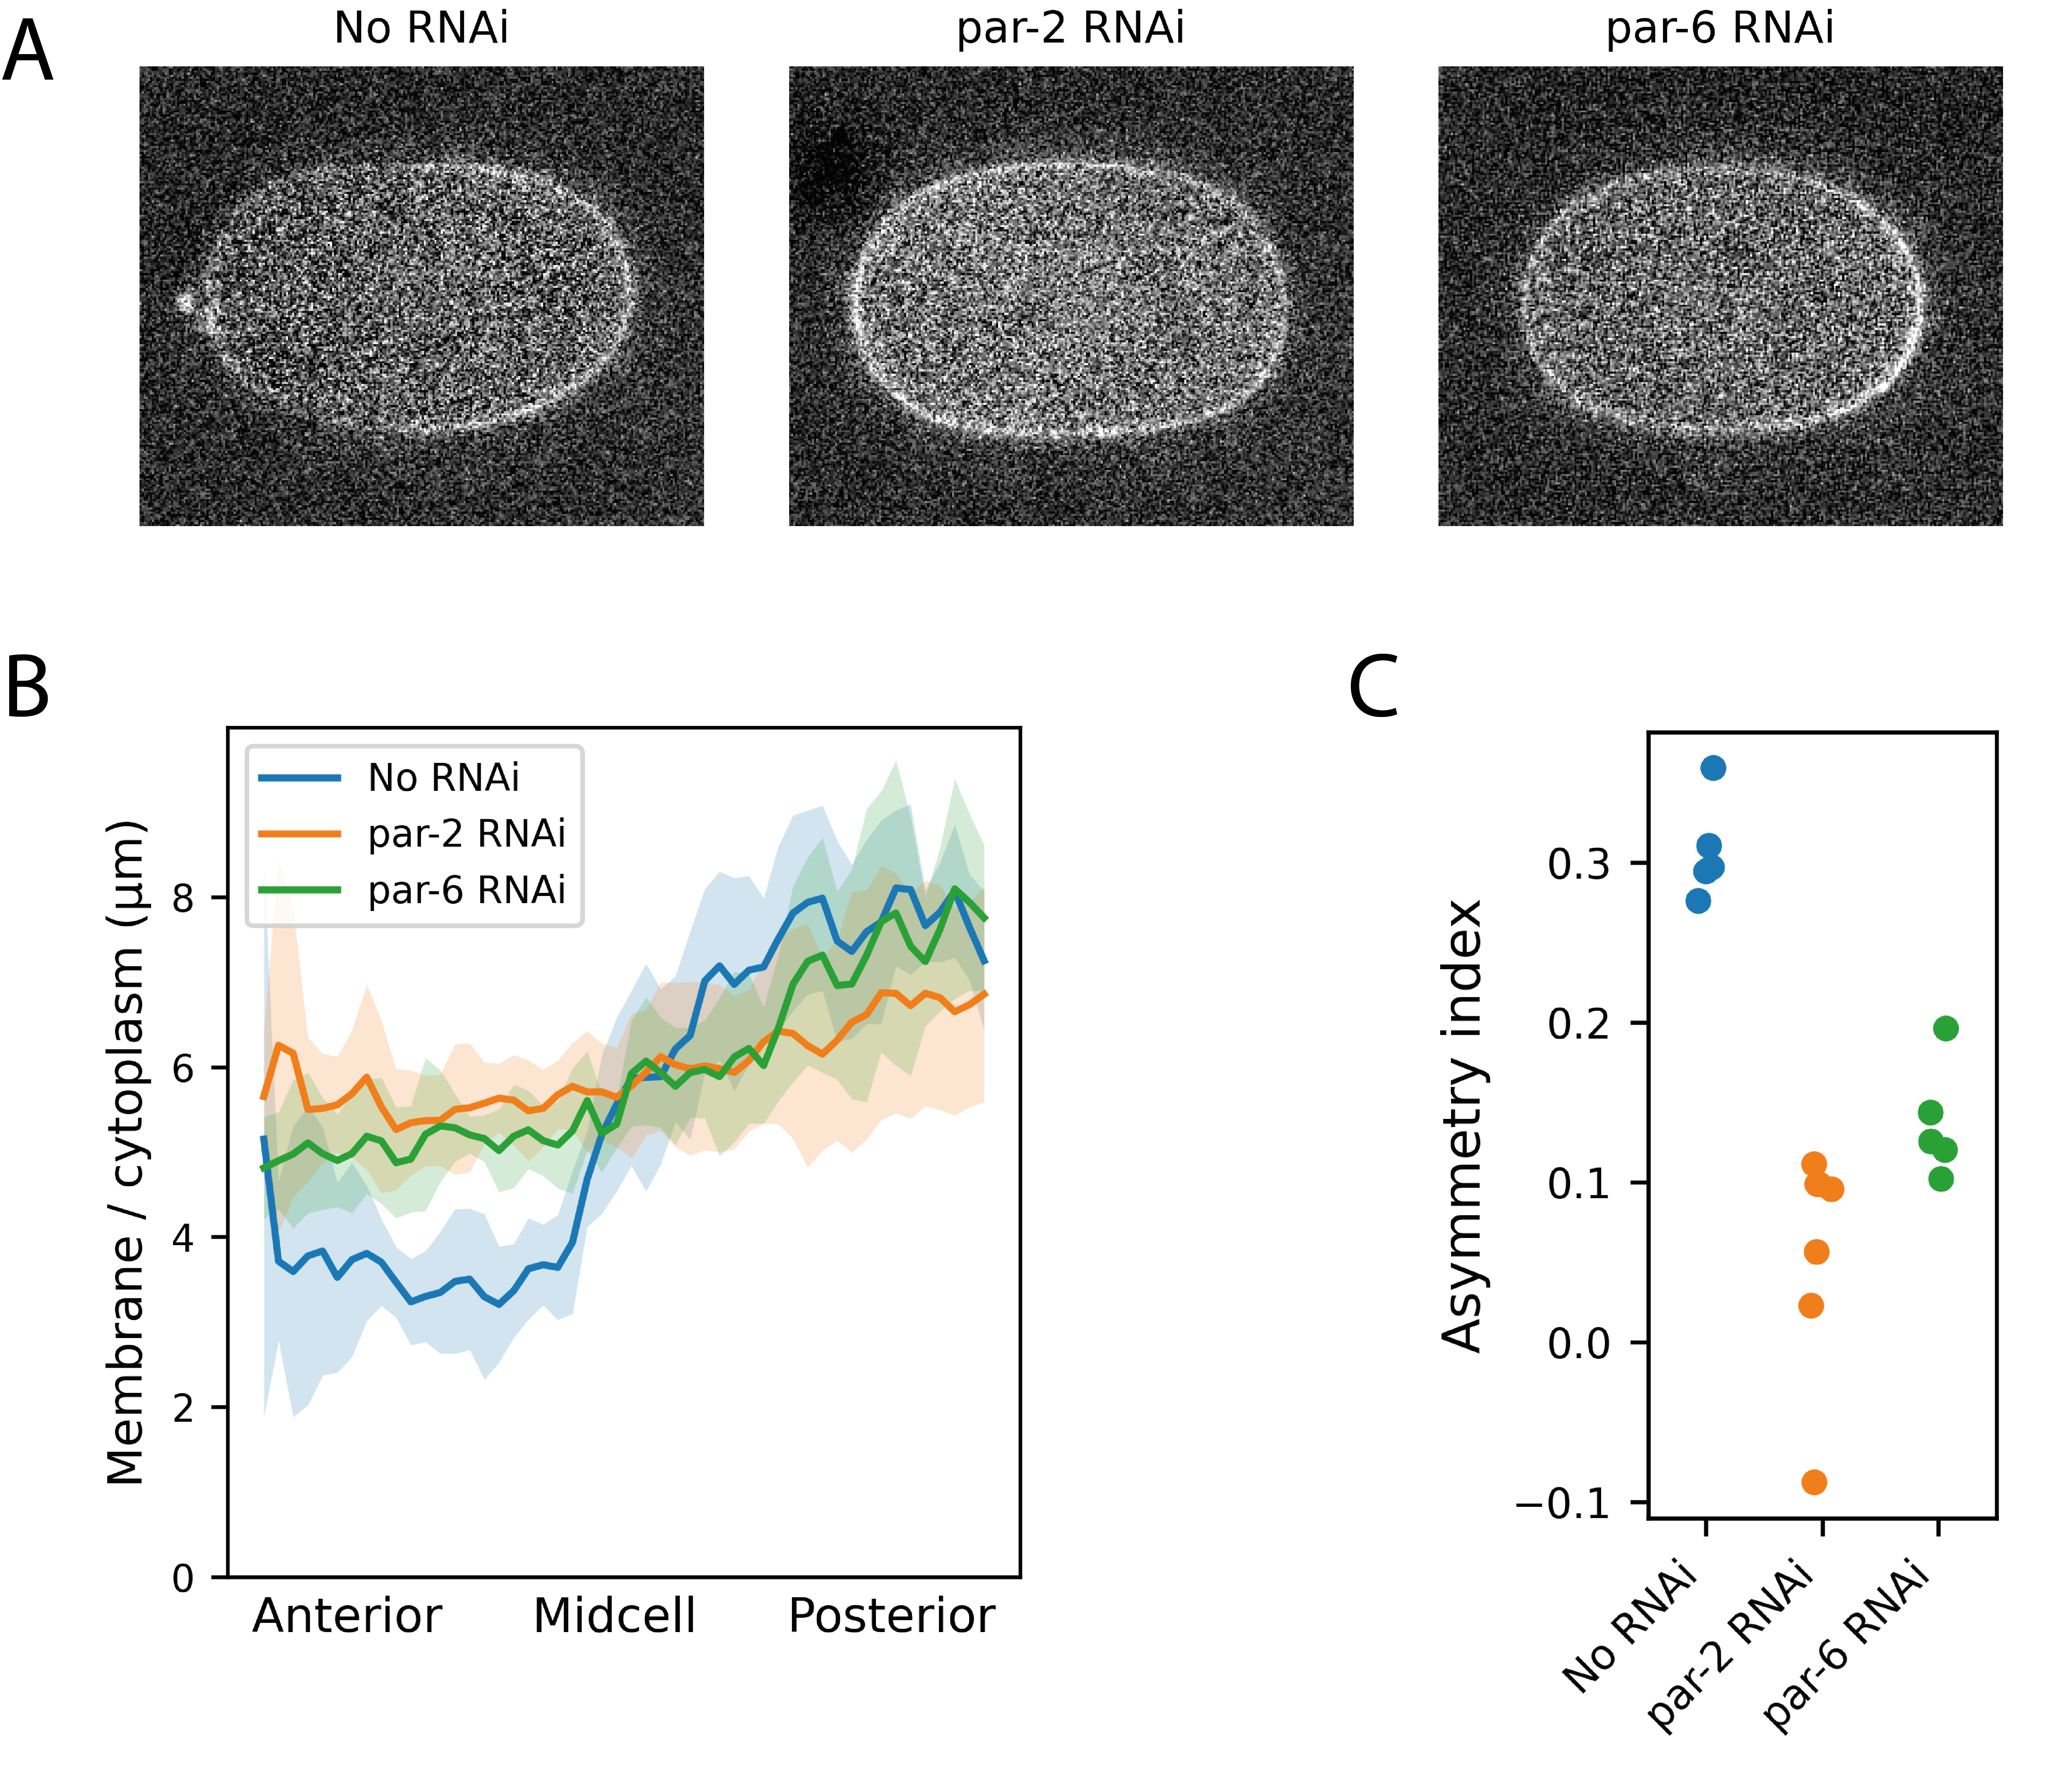 A
No RNAi
par-2 RNAi
par-6 RNAi
B
Membrane / cytoplasm (μm)
8
6
4
2
0
No RNAi
par-2 RNAi
par-6 RNAi
Anterior
Midcell
Posterior
C
Asymmetry index
0.3
0.2
0.1
0.0
−0.1
No RNAi
par-2 RNAi
par-6 RNAi